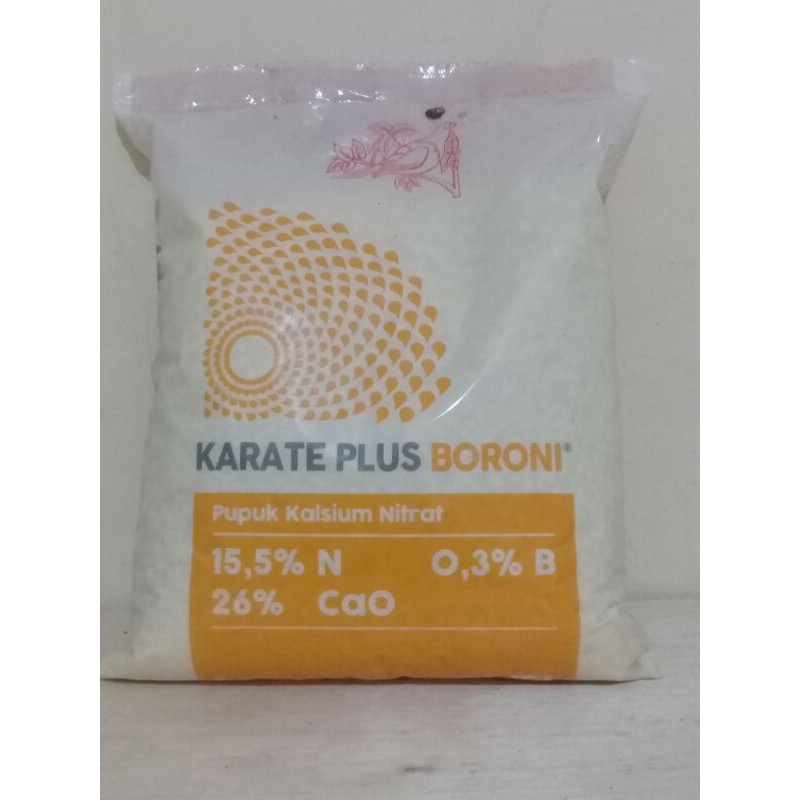 KARATE PLUS BORONI®
Pupuk Kalsium Nitrat
15,5% N 0,3% B
26% CaO